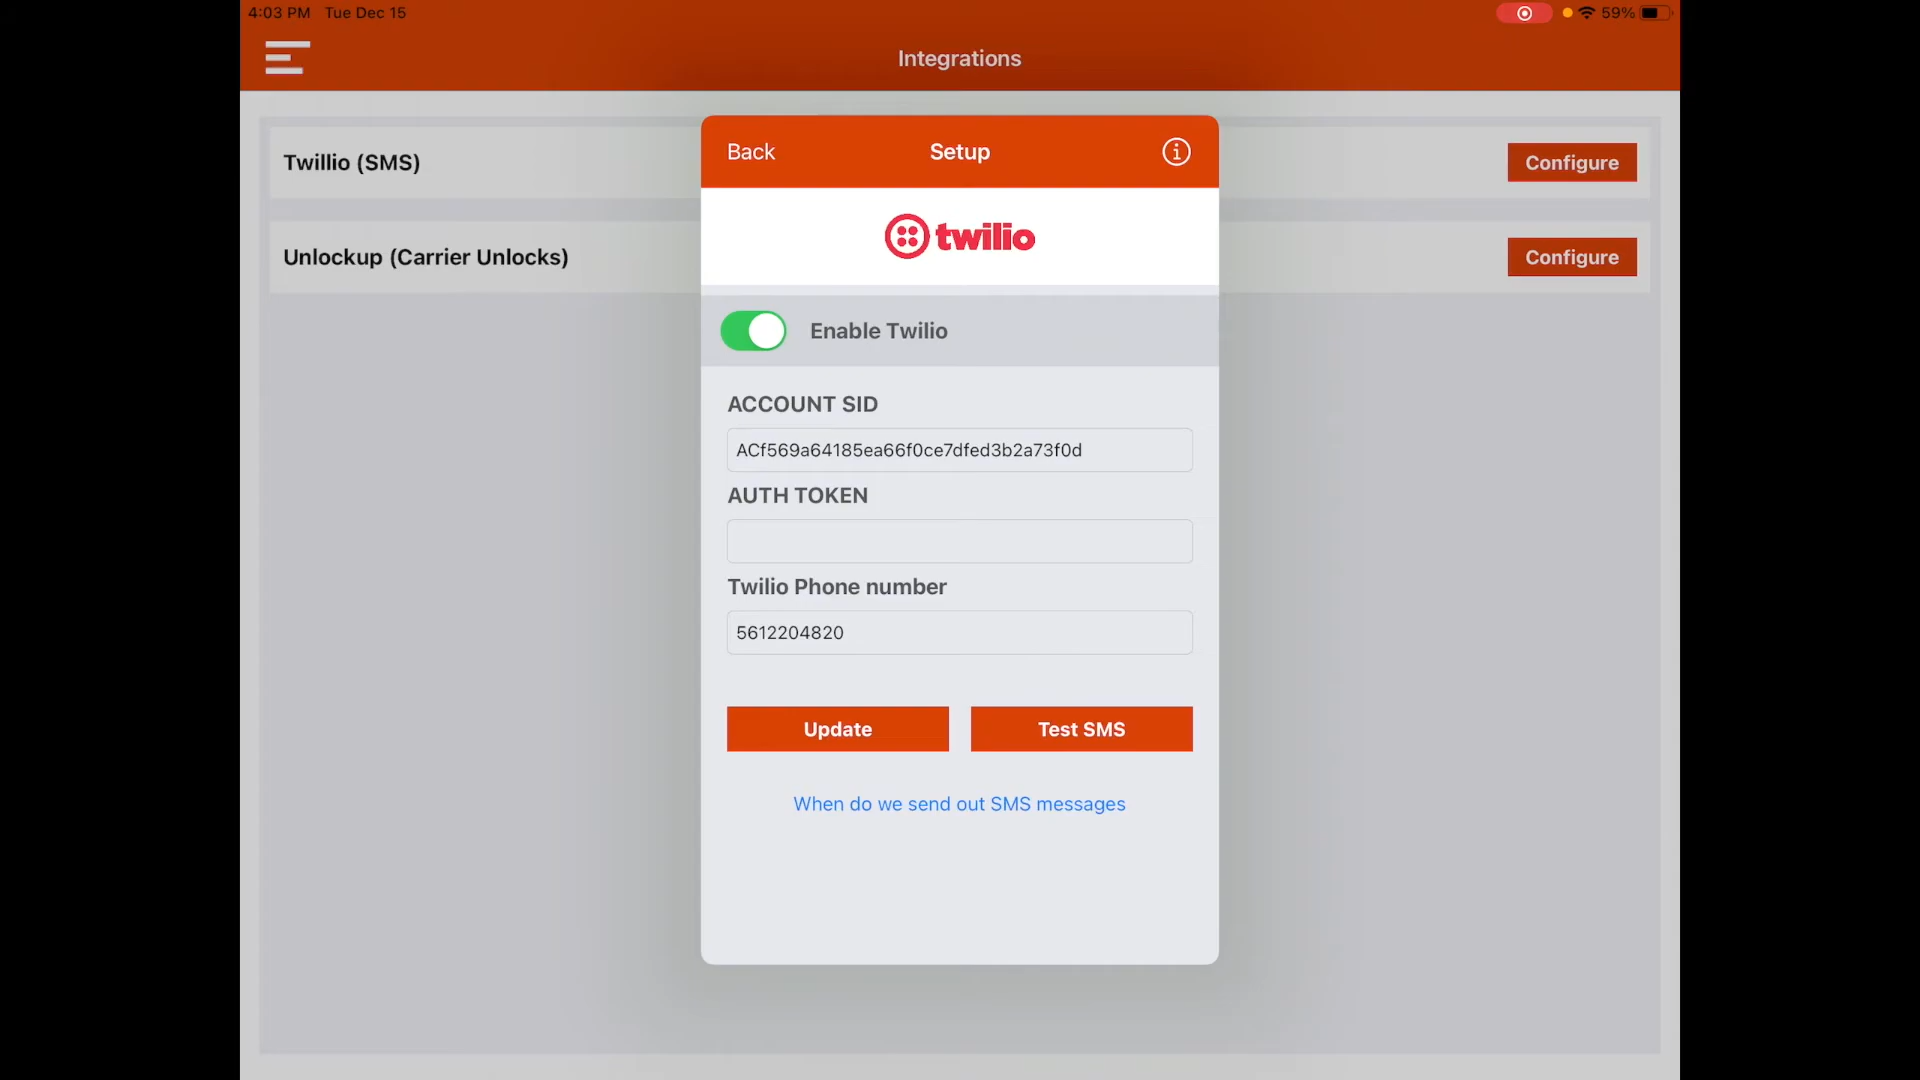 4:03 PM Tue Dec 15
59%
Integrations
Back
Setup
Twillio (SMS)
Configure
twilio
Unlockup (Carrier Unlocks)
Configure
Enable Twilio
ACCOUNT SID
ACf569a64185ea66f0ce7dfed3b2a73f0d
AUTH TOKEN
Twilio Phone number
5612204820
Update
Test SMS
When do we send out SMS messages